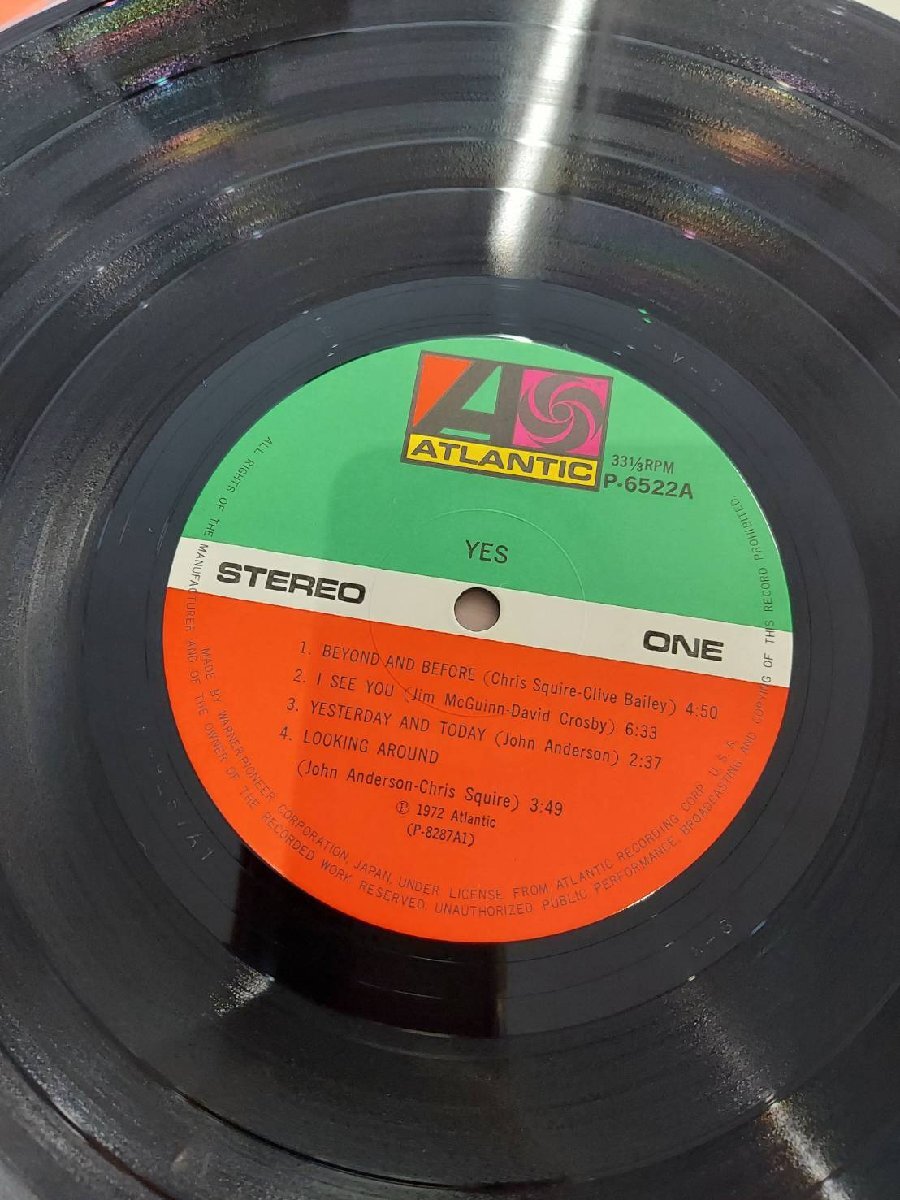 ATLANTIC
33⅓RPM
P-6522A
YES
STEREO
ONE
1. BEYOND AND BEFORE (Chris Squire-Clive Bailey) 4:50
2. I SEE YOU (Jim McGuinn-David Crosby) 6:33
3. YESTERDAY AND TODAY (John Anderson) 2:37
4. LOOKING AROUND
(John Anderson-Chris Squire) 3:49
Ⓟ 1972 Atlantic
(P-8287A1)
MADE BY WARNER-PIONEER CORPORATION, JAPAN, UNDER LICENSE FROM ATLANTIC RECORDING CORP. U.S.A.
ALL RIGHTS OF THE MANUFACTURER AND OF THE OWNER OF THE RECORDED WORK RESERVED. UNAUTHORIZED PUBLIC PERFORMANCE, BROADCASTING AND COPYING OF THIS RECORD PROHIBITED